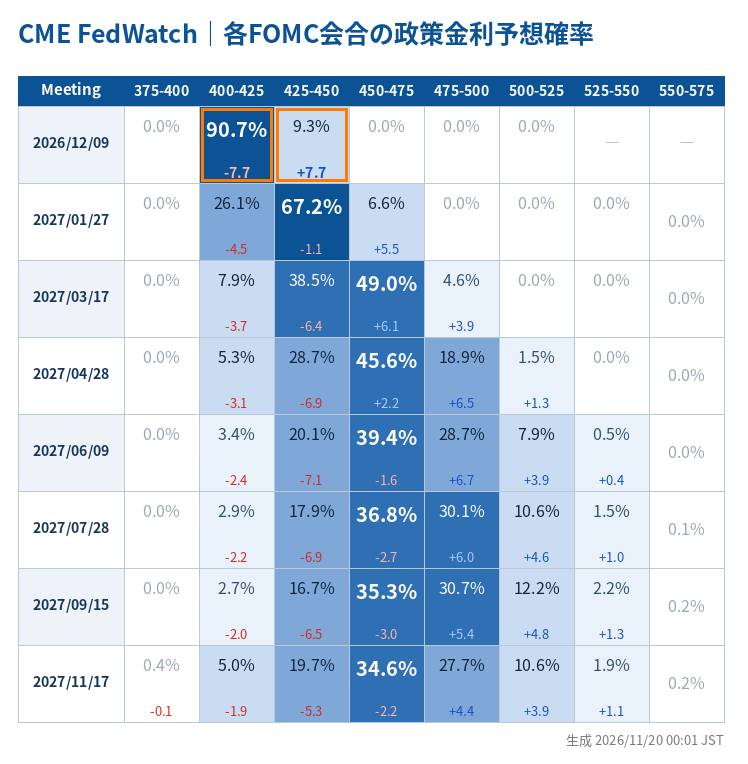 CME FedWatch｜各FOMC会合の政策金利予想確率
Meeting 375-400 400-425 425-450 450-475 475-500 500-525 525-550 550-575
2026/12/09 0.0% 90.7% 9.3% 0.0% 0.0% 0.0% — —
-7.7 +7.7
2027/01/27 0.0% 26.1% 67.2% 6.6% 0.0% 0.0% 0.0% 0.0%
-4.5 -1.1 +5.5
2027/03/17 0.0% 7.9% 38.5% 49.0% 4.6% 0.0% 0.0% 0.0%
-3.7 -6.4 +6.1 +3.9
2027/04/28 0.0% 5.3% 28.7% 45.6% 18.9% 1.5% 0.0% 0.0%
-3.1 -6.9 +2.2 +6.5 +1.3
2027/06/09 0.0% 3.4% 20.1% 39.4% 28.7% 7.9% 0.5% 0.0%
-2.4 -7.1 -1.6 +6.7 +3.9 +0.4
2027/07/28 0.0% 2.9% 17.9% 36.8% 30.1% 10.6% 1.5% 0.1%
-2.2 -6.9 -2.7 +6.0 +4.6 +1.0
2027/09/15 0.0% 2.7% 16.7% 35.3% 30.7% 12.2% 2.2% 0.2%
-2.0 -6.5 -3.0 +5.4 +4.8 +1.3
2027/11/17 0.4% 5.0% 19.7% 34.6% 27.7% 10.6% 1.9% 0.2%
-0.1 -1.9 -5.3 -2.2 +4.4 +3.9 +1.1
生成 2026/11/20 00:01 JST